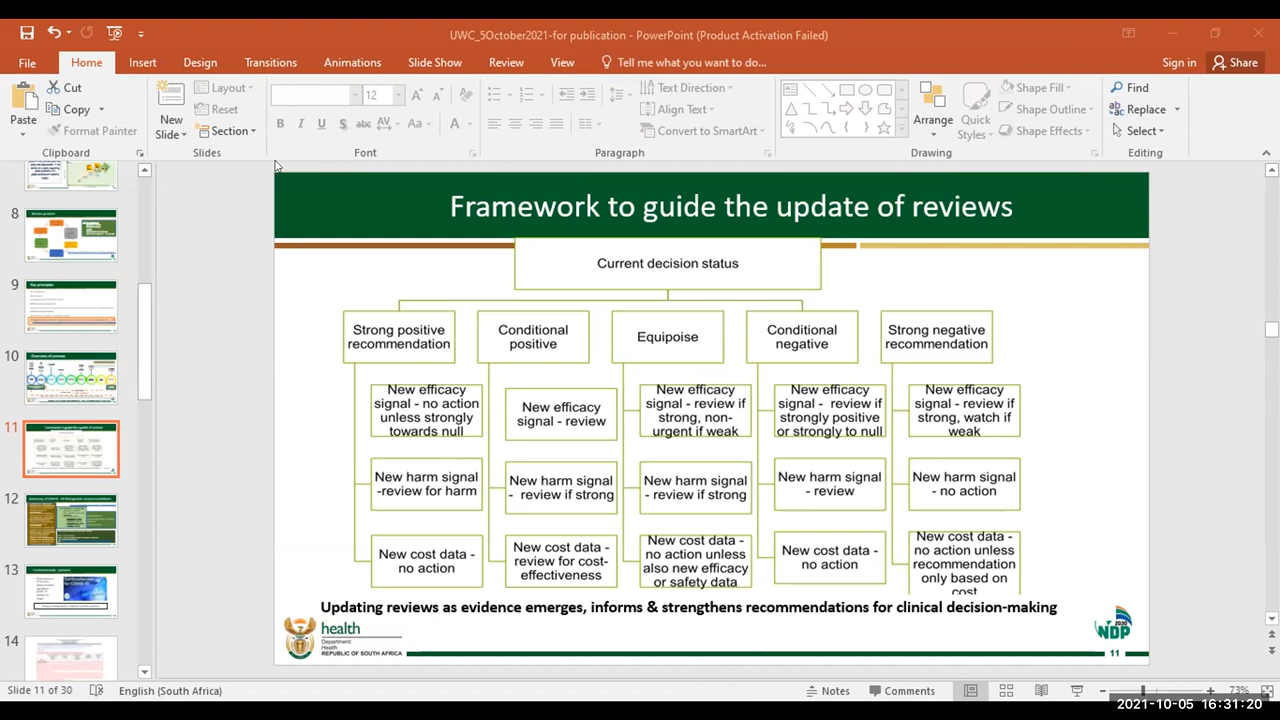 UWC_5October2021-for publication - PowerPoint (Product Activation Failed)
File Home Insert Design Transitions Animations Slide Show Review View Tell me what you want to do... Sign in Share
Paste
Cut
Copy
Format Painter
Clipboard
New
Slide
Layout
Reset
Section
Slides
12
Font
Text Direction
Align Text
Convert to SmartArt
Paragraph
Arrange
Quick
Styles
Shape Fill
Shape Outline
Shape Effects
Drawing
Find
Replace
Select
Editing
8
9
Key principles
10
Overview of process
11
12
13
14
Framework to guide the update of reviews
Current decision status
Strong positive
recommendation
New efficacy
signal - no action
unless strongly
towards null
New harm signal
-review for harm
New cost data -
no action
Conditional
positive
New efficacy
signal - review
New harm signal
- review if strong
New cost data -
review for cost-
effectiveness
Equipoise
New efficacy
signal - review if
strong, non-
urgent if weak
New harm signal
- review if strong
New cost data -
no action unless
also new efficacy
or safety data
Conditional
negative
New efficacy
signal - review if
strongly positive
or strongly to null
New harm signal
- review
New cost data -
no action
Strong negative
recommendation
New efficacy
signal - review if
strong, watch if
weak
New harm signal
- no action
New cost data -
no action unless
recommendation
only based on
cost
Updating reviews as evidence emerges, informs & strengthens recommendations for clinical decision-making
health
Department:
Health
REPUBLIC OF SOUTH AFRICA
2030
NDP
11
Slide 11 of 30 English (South Africa) Notes Comments 73%
2021-10-05 16:31:20